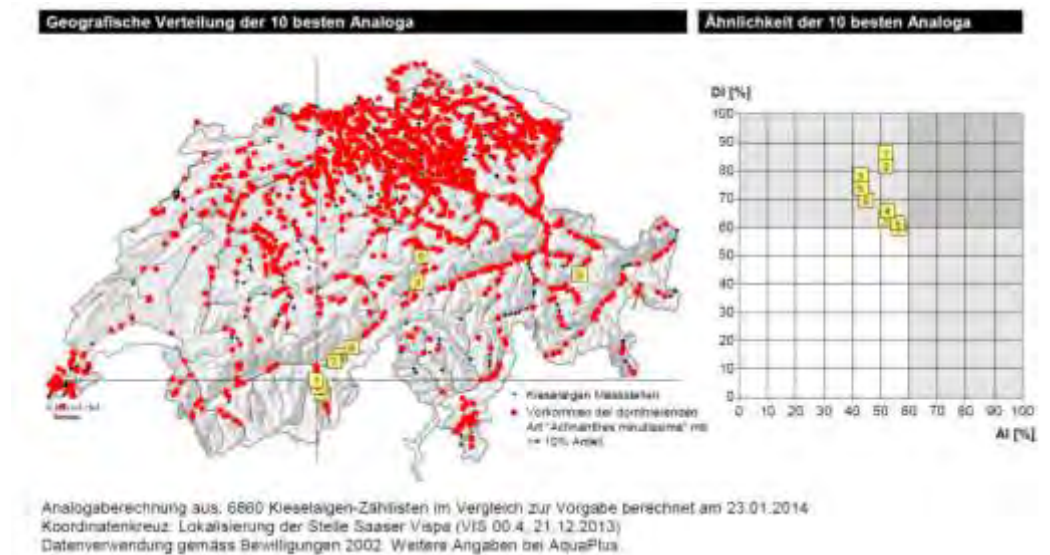 Geografische Verteilung der 10 besten Analoga
Ähnlichkeit der 10 besten Analoga
DI [%]
100
90
80
70
60
50
40
30
20
10
0
0 10 20 30 40 50 60 70 80 90 100
AI [%]
Kieselalgen Messstellen
Vorkommen der dominierenden
Art "Achnanthes minutissima" mit
>= 10% Anteil
Analogaberechnung aus: 6860 Kieselalgen-Zähllisten im Vergleich zur Vorgabe berechnet am 23.01.2014
Koordinatenkreuz: Lokalisierung der Stelle Saaser Vispa (VIS 00.4, 21.12.2013)
Datenverwendung gemäss Bewilligungen 2002. Weitere Angaben bei AquaPlus.